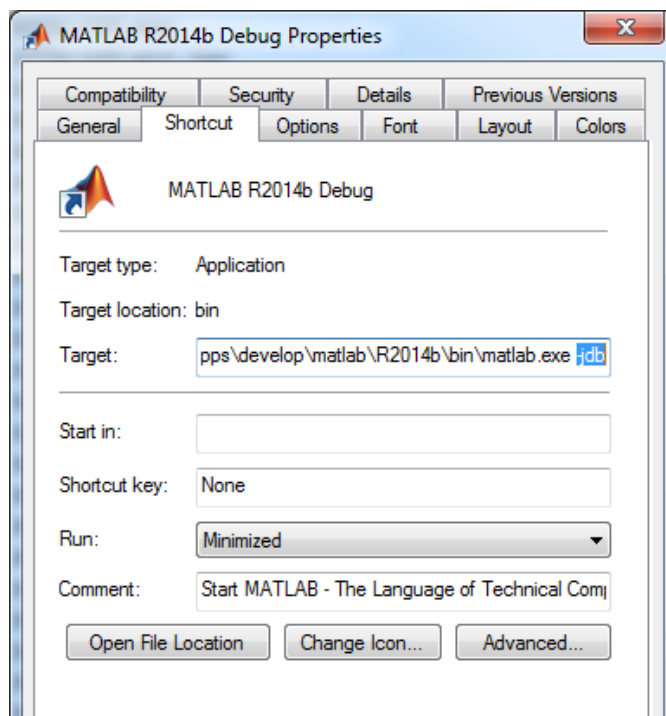 MATLAB R2014b Debug Properties
x
Compatibility Security Details Previous Versions
General Shortcut Options Font Layout Colors
MATLAB R2014b Debug
Target type: Application
Target location: bin
Target: pps\develop\matlab\R2014b\bin\matlab.exe -jdb
Start in:
Shortcut key: None
Run: Minimized
Comment: Start MATLAB - The Language of Technical Com
Open File Location Change Icon... Advanced...